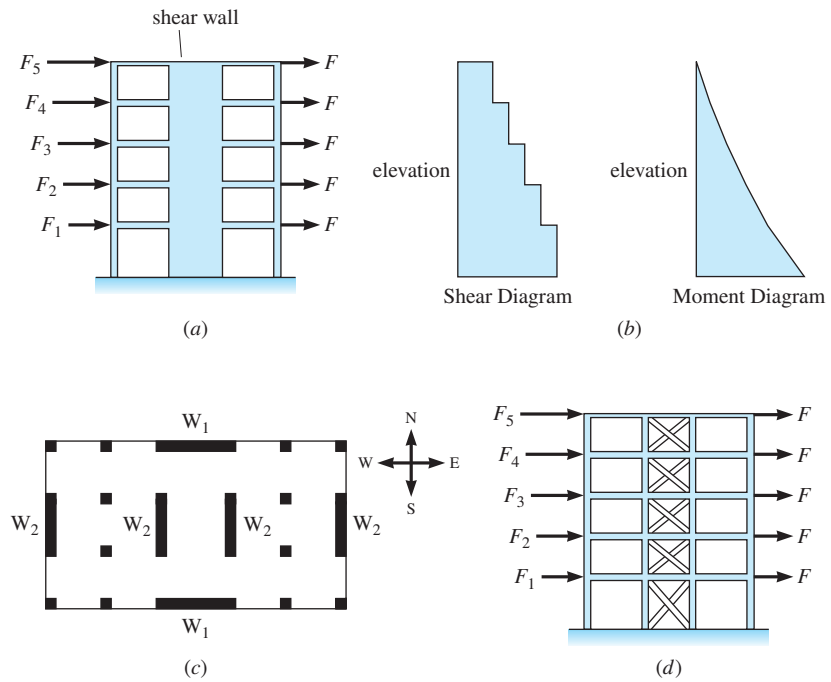 shear wall
F5 F
F4 F
F3 F
F2 F
F1 F
(a)
elevation
Shear Diagram
elevation
Moment Diagram
(b)
W1
W2 W2 W2 W2
W1
N
W E
S
(c)
F5 F
F4 F
F3 F
F2 F
F1 F
(d)